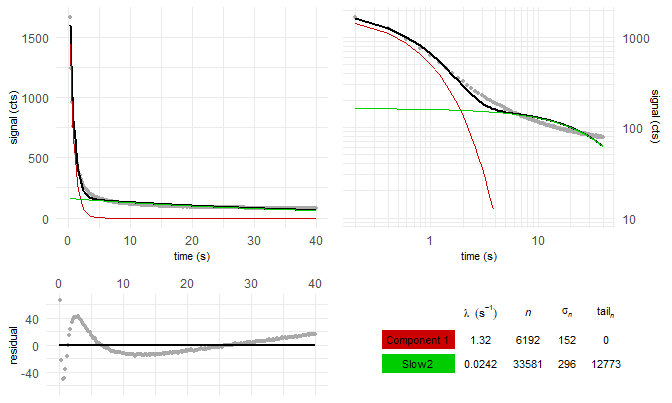 1500
1000
500
0
signal (cts)
0 10 20 30 40
time (s)
1000
100
10
signal (cts)
1 10
time (s)
0 10 20 30 40
40
0
-40
residual
λ (s⁻¹) n σₙ tailₙ
Component 1 1.32 6192 152 0
Slow2 0.0242 33581 296 12773